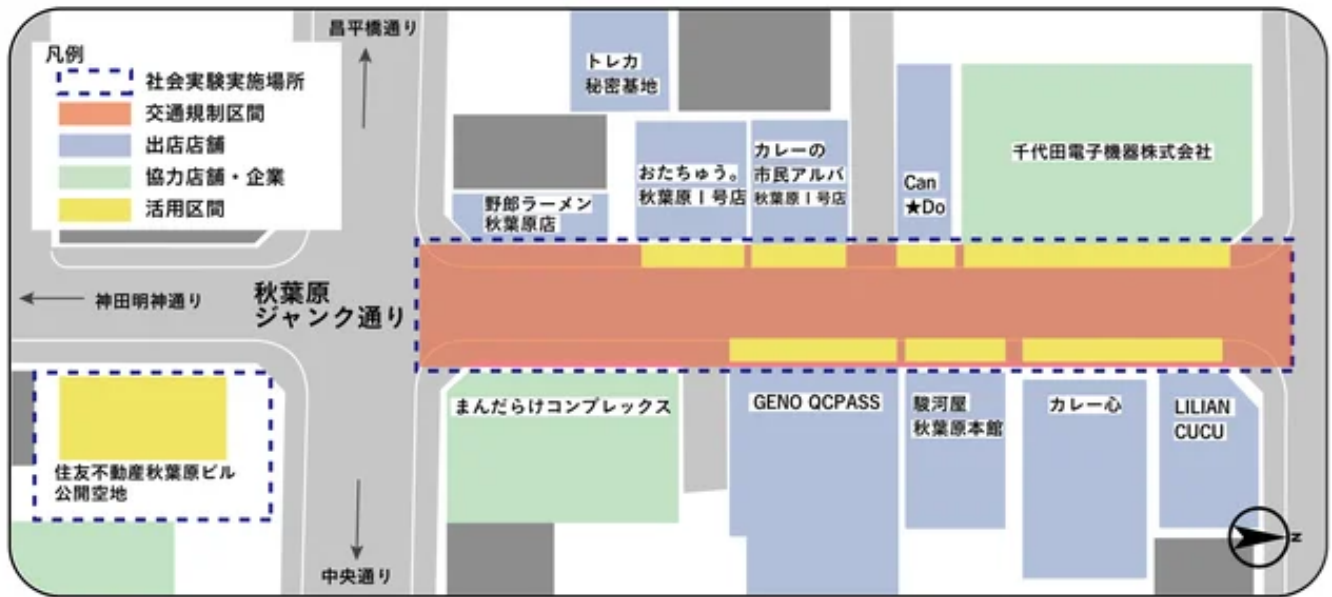 昌平橋通り
凡例
社会実験実施場所
交通規制区間
出店店舗
協力店舗・企業
活用区間
トレカ
秘密基地
おたちゅう。
秋葉原Ⅰ号店
カレーの
市民アルバ
秋葉原Ⅰ号店
Can
★Do
千代田電子機器株式会社
野郎ラーメン
秋葉原店
神田明神通り
秋葉原
ジャンク通り
まんだらけコンプレックス
GENO QCPASS
駿河屋
秋葉原本館
カレー心
LILIAN
CUCU
住友不動産秋葉原ビル
公開空地
中央通り
N